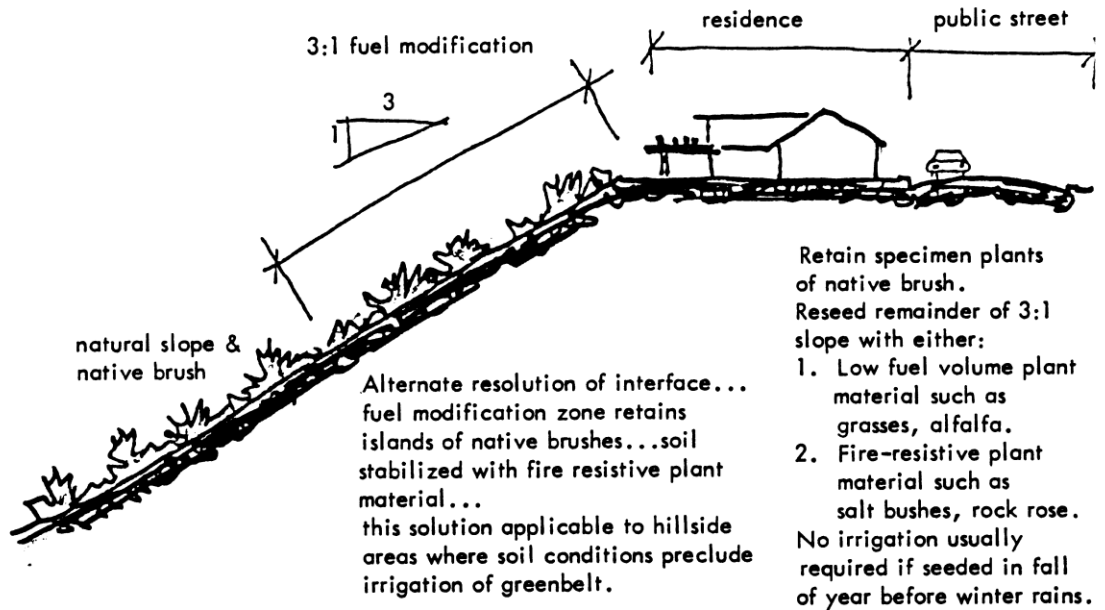 residence
public street
3:1 fuel modification
3
1
natural slope &
native brush
Alternate resolution of interface...
fuel modification zone retains
islands of native brushes...soil
stabilized with fire resistive plant
material...
this solution applicable to hillside
areas where soil conditions preclude
irrigation of greenbelt.
Retain specimen plants
of native brush.
Reseed remainder of 3:1
slope with either:
1. Low fuel volume plant
material such as
grasses, alfalfa.
2. Fire-resistive plant
material such as
salt bushes, rock rose.
No irrigation usually
required if seeded in fall
of year before winter rains.